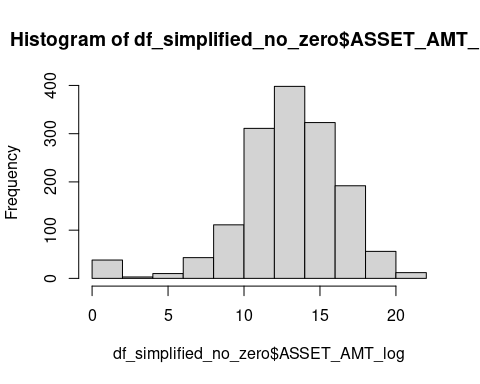 Histogram of df_simplified_no_zero$ASSET_AMT_
Frequency
400
300
200
100
0
0 5 10 15 20
df_simplified_no_zero$ASSET_AMT_log